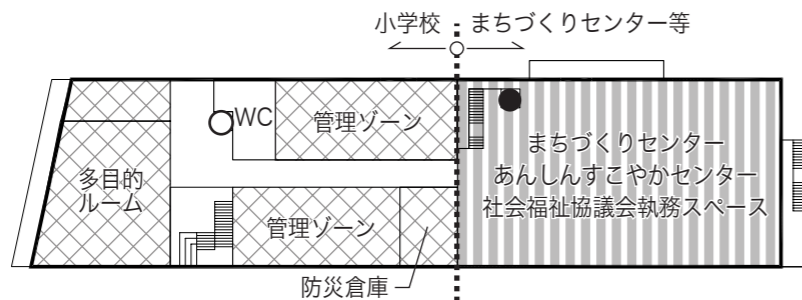 小学校 まちづくりセンター等
WC
管理ゾーン
多目的
ルーム
まちづくりセンター
あんしんすこやかセンター
社会福祉協議会執務スペース
管理ゾーン
防災倉庫